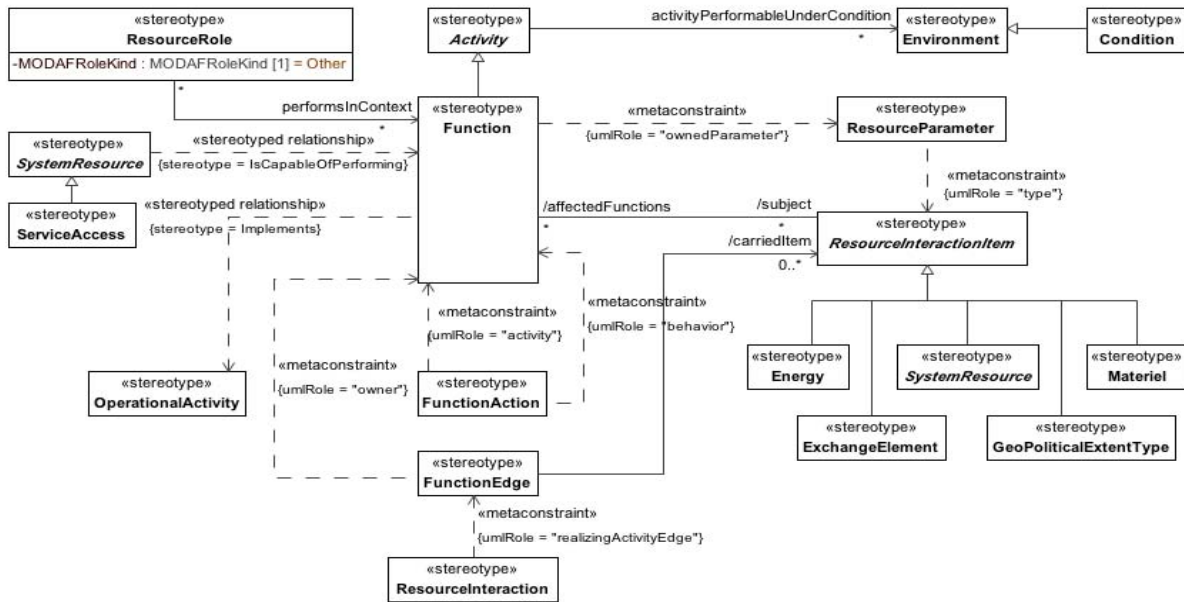 «stereotype»
ResourceRole
-MODAFRoleKind : MODAFRoleKind [1] = Other
*
«stereotype»
Activity
activityPerformableUnderCondition
*
«stereotype»
Environment
«stereotype»
Condition
performsInContext
*
«stereotype»
Function
«metaconstraint»
{umlRole = "ownedParameter"}
«stereotype»
ResourceParameter
«stereotype»
SystemResource
«stereotyped relationship»
{stereotype = IsCapableOfPerforming}
«metaconstraint»
{umlRole = "type"}
«stereotype»
ServiceAccess
«stereotyped relationship»
{stereotype = Implements}
/affectedFunctions
*
/subject
*
/carriedItem
0..*
«stereotype»
ResourceInteractionItem
«metaconstraint»
{umlRole = "activity"}
«metaconstraint»
{umlRole = "behavior"}
«metaconstraint»
{umlRole = "owner"}
«stereotype»
OperationalActivity
«stereotype»
FunctionAction
«stereotype»
Energy
«stereotype»
SystemResource
«stereotype»
Materiel
«stereotype»
ExchangeElement
«stereotype»
GeoPoliticalExtentType
«stereotype»
FunctionEdge
«metaconstraint»
{umlRole = "realizingActivityEdge"}
«stereotype»
ResourceInteraction